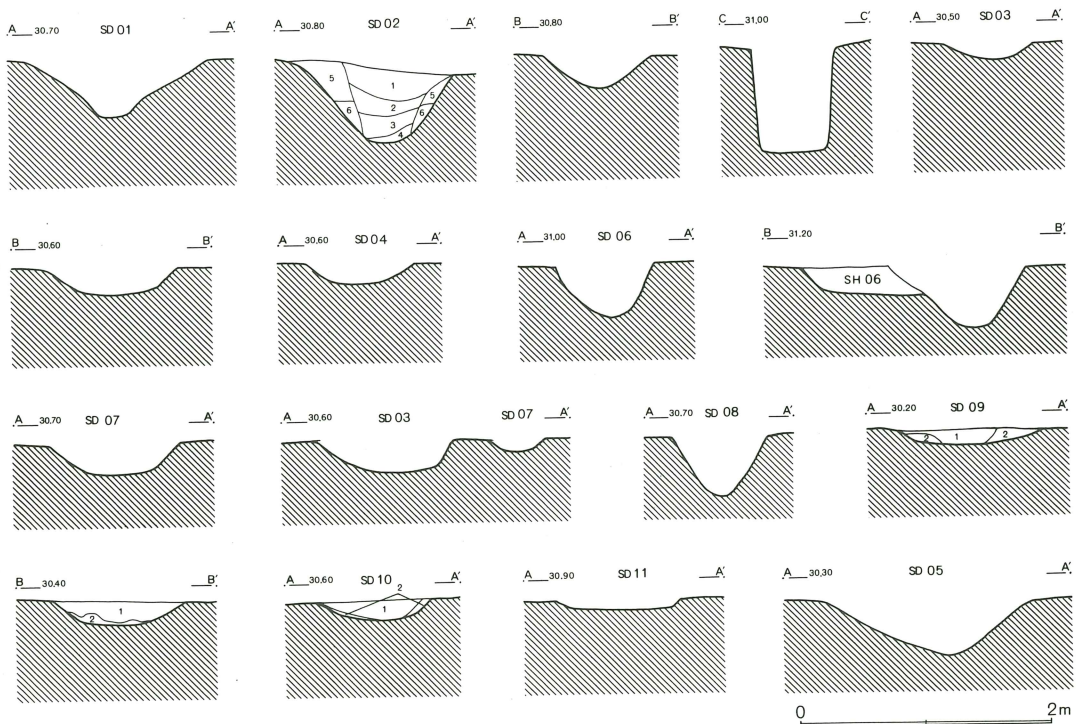 A 30.70 SD 01 A′
A 30.80 SD 02 A′
B 30.80 B′
C 31,00 C′
A 30,50 SD 03 A′
5 1 5
6 2 6
3
4
B 30,60 B′
A 30,60 SD 04 A′
A 31,00 SD 06 A′
B 31.20 B′
SH 06
A 30,70 SD 07 A′
A 30,60 SD 03 SD 07 A′
A 30.70 SD 08 A′
A 30.20 SD 09 A′
2 1 2
B 30,40 B′
1
2
A 30,60 SD 10 A′
2
1
A 30.90 SD 11 A′
A 30,30 SD 05 A′
0 2m